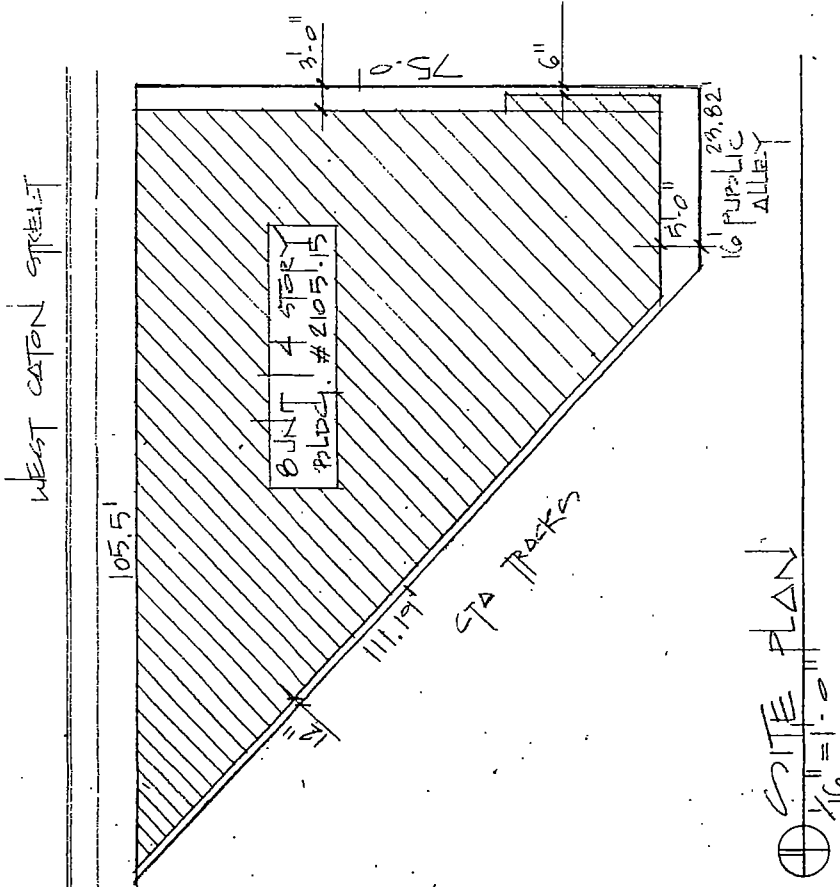 WEST CATON STREET
105.5'
3'-0"
75.0
6"
8 UNIT 4 STORY
BLDG. # 2105.15
5'-0"
23.82'
16' PUBLIC
ALLEY
111.19'
12"
CTA TRACKS
SITE PLAN
1/16" = 1'-0"